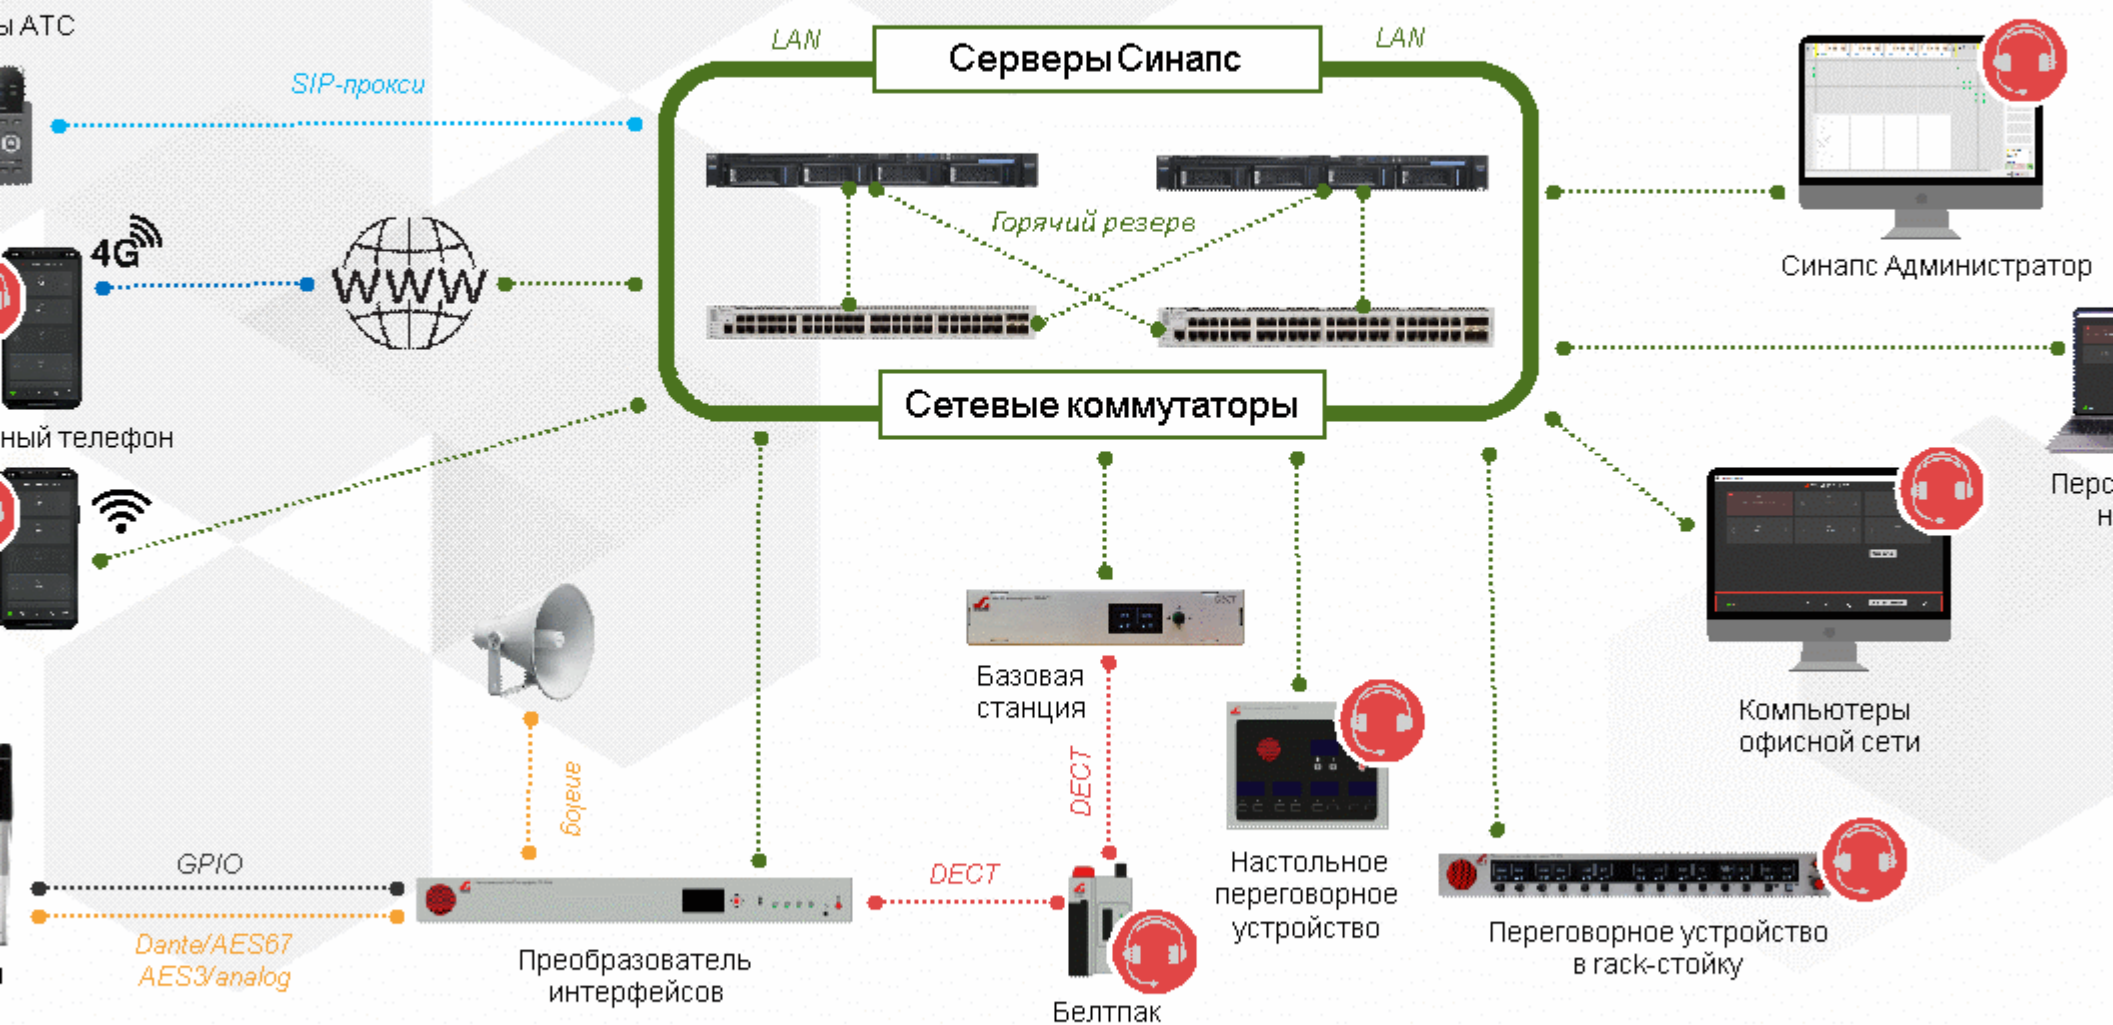 ы АТС
SIP-прокси
LAN
Серверы Синапс
LAN
Горячий резерв
4G
WWW
Синапс Администратор
Сетевые коммутаторы
ный телефон
Перс
н
Базовая
станция
Компьютеры
офисной сети
analog
DECT
GPIO
Dante/AES67
AES3/analog
DECT
Преобразователь
интерфейсов
Белтпак
Настольное
переговорное
устройство
Переговорное устройство
в rack-стойку